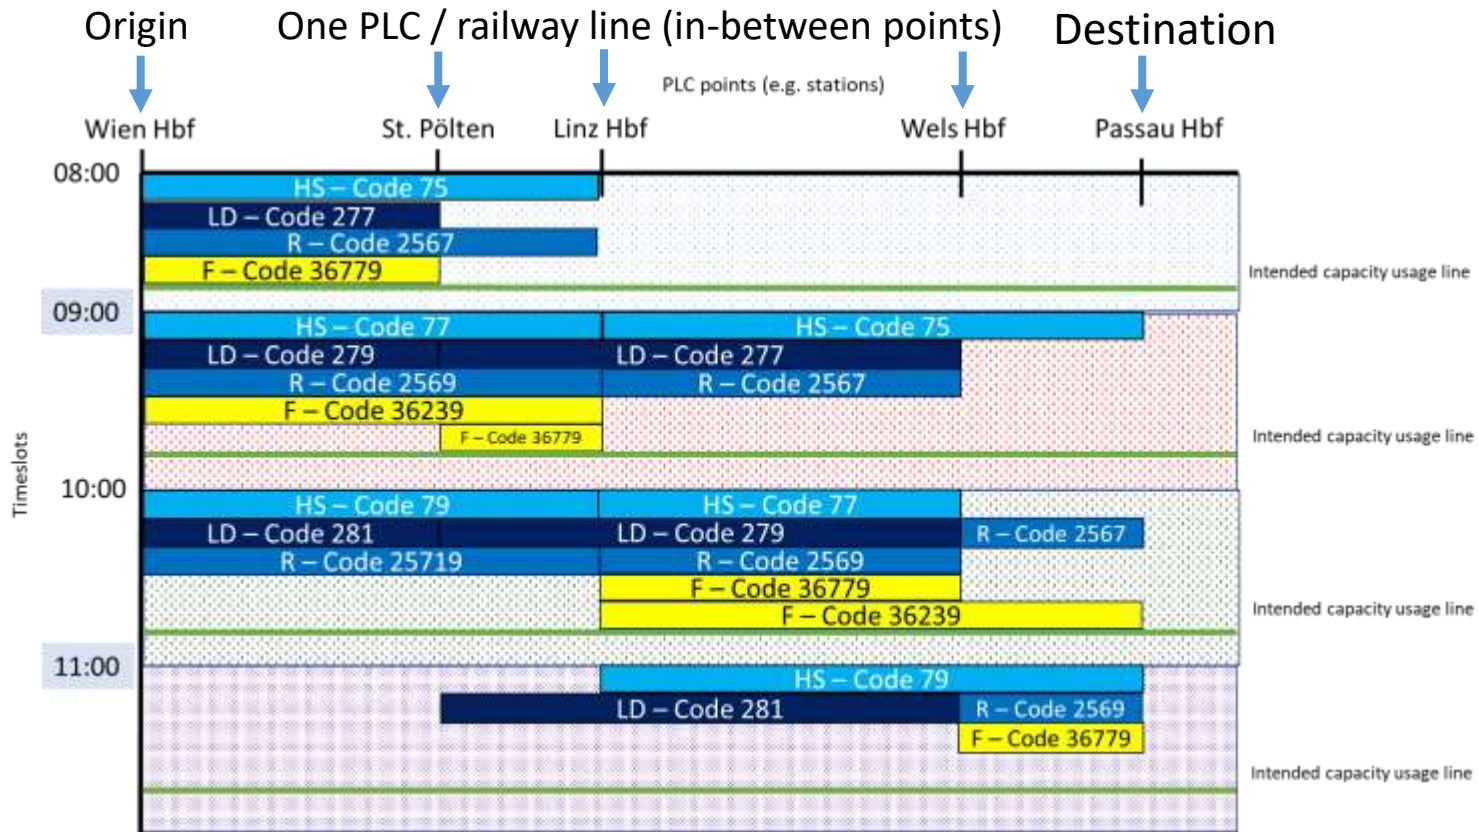 Origin
One PLC / railway line (in-between points)
Destination
PLC points (e.g. stations)
Wien Hbf
St. Pölten
Linz Hbf
Wels Hbf
Passau Hbf
Timeslots
08:00
HS – Code 75
LD – Code 277
R – Code 2567
F – Code 36779
Intended capacity usage line
09:00
HS – Code 77
HS – Code 75
LD – Code 279
LD – Code 277
R – Code 2569
R – Code 2567
F – Code 36239
F – Code 36779
Intended capacity usage line
10:00
HS – Code 79
HS – Code 77
LD – Code 281
LD – Code 279
R – Code 2567
R – Code 25719
R – Code 2569
F – Code 36779
F – Code 36239
Intended capacity usage line
11:00
HS – Code 79
LD – Code 281
R – Code 2569
F – Code 36779
Intended capacity usage line